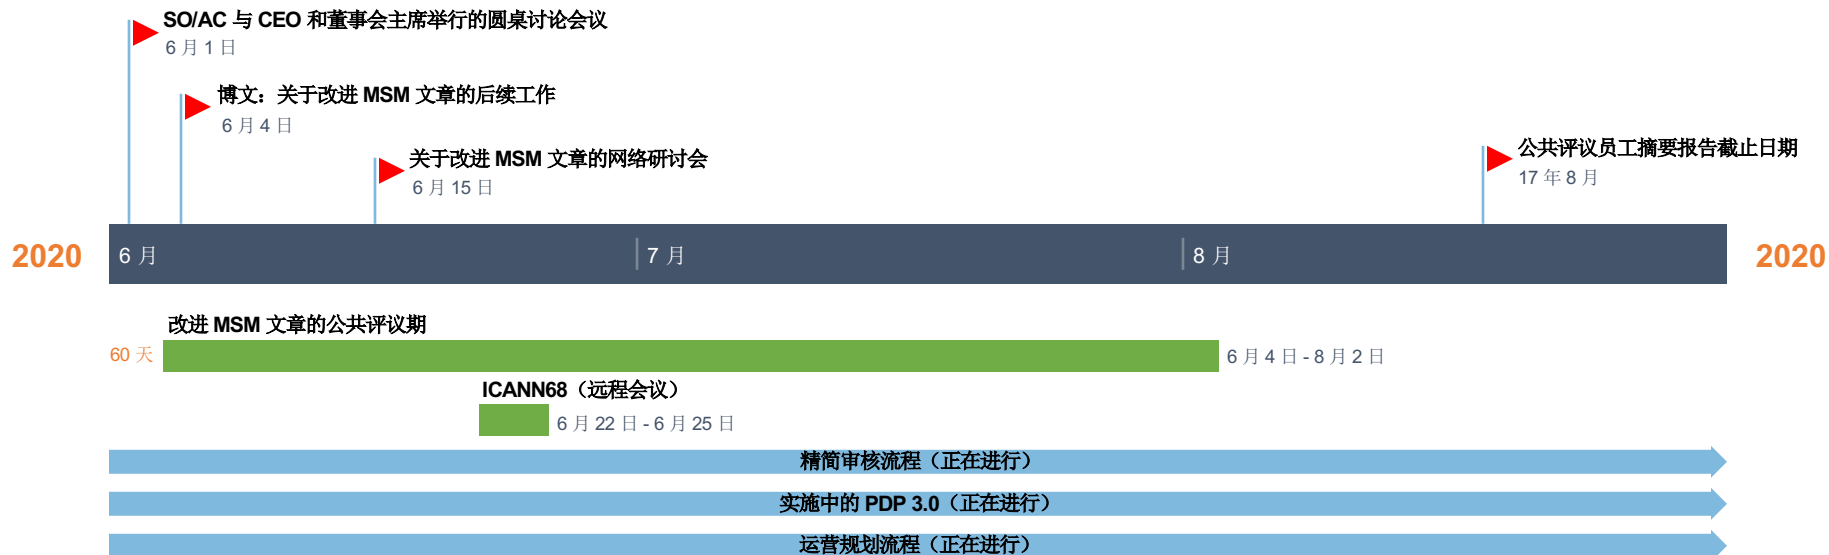 SO/AC 与 CEO 和董事会主席举行的圆桌讨论会议
6 月 1 日
博文：关于改进 MSM 文章的后续工作
6 月 4 日
关于改进 MSM 文章的网络研讨会
6 月 15 日
公共评议员工摘要报告截止日期
17 年 8 月
2020
6 月
7 月
8 月
2020
改进 MSM 文章的公共评议期
60 天
6 月 4 日 - 8 月 2 日
ICANN68（远程会议）
6 月 22 日 - 6 月 25 日
精简审核流程（正在进行）
实施中的 PDP 3.0（正在进行）
运营规划流程（正在进行）